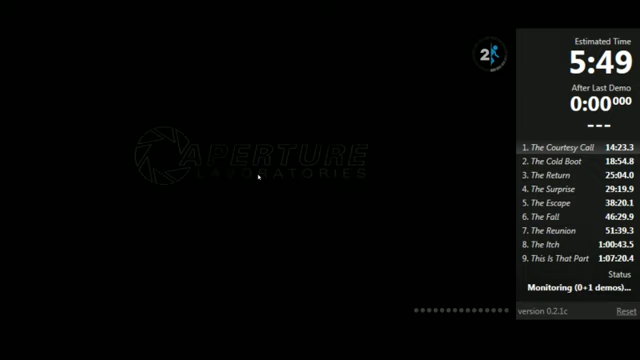 2
APERTURE
LABORATORIES
Estimated Time
5:49
After Last Demo
0:00000
---
1. The Courtesy Call 14:23.3
2. The Cold Boot 18:54.8
3. The Return 25:04.0
4. The Surprise 29:19.9
5. The Escape 38:20.1
6. The Fall 46:29.9
7. The Reunion 51:39.3
8. The Itch 1:00:43.5
9. This Is That Part 1:07:20.4
Status
Monitoring (0+1 demos)...
version 0.2.1c Reset